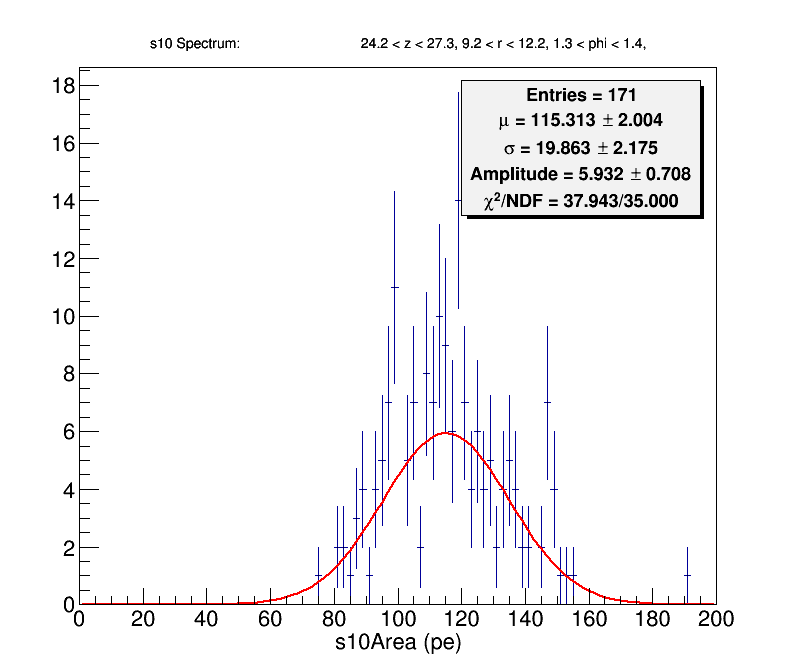 s10 Spectrum: 24.2 < z < 27.3, 9.2 < r < 12.2, 1.3 < phi < 1.4,
Entries = 171
μ = 115.313 ± 2.004
σ = 19.863 ± 2.175
Amplitude = 5.932 ± 0.708
χ²/NDF = 37.943/35.000
18
16
14
12
10
8
6
4
2
0
0 20 40 60 80 100 120 140 160 180 200
s10Area (pe)